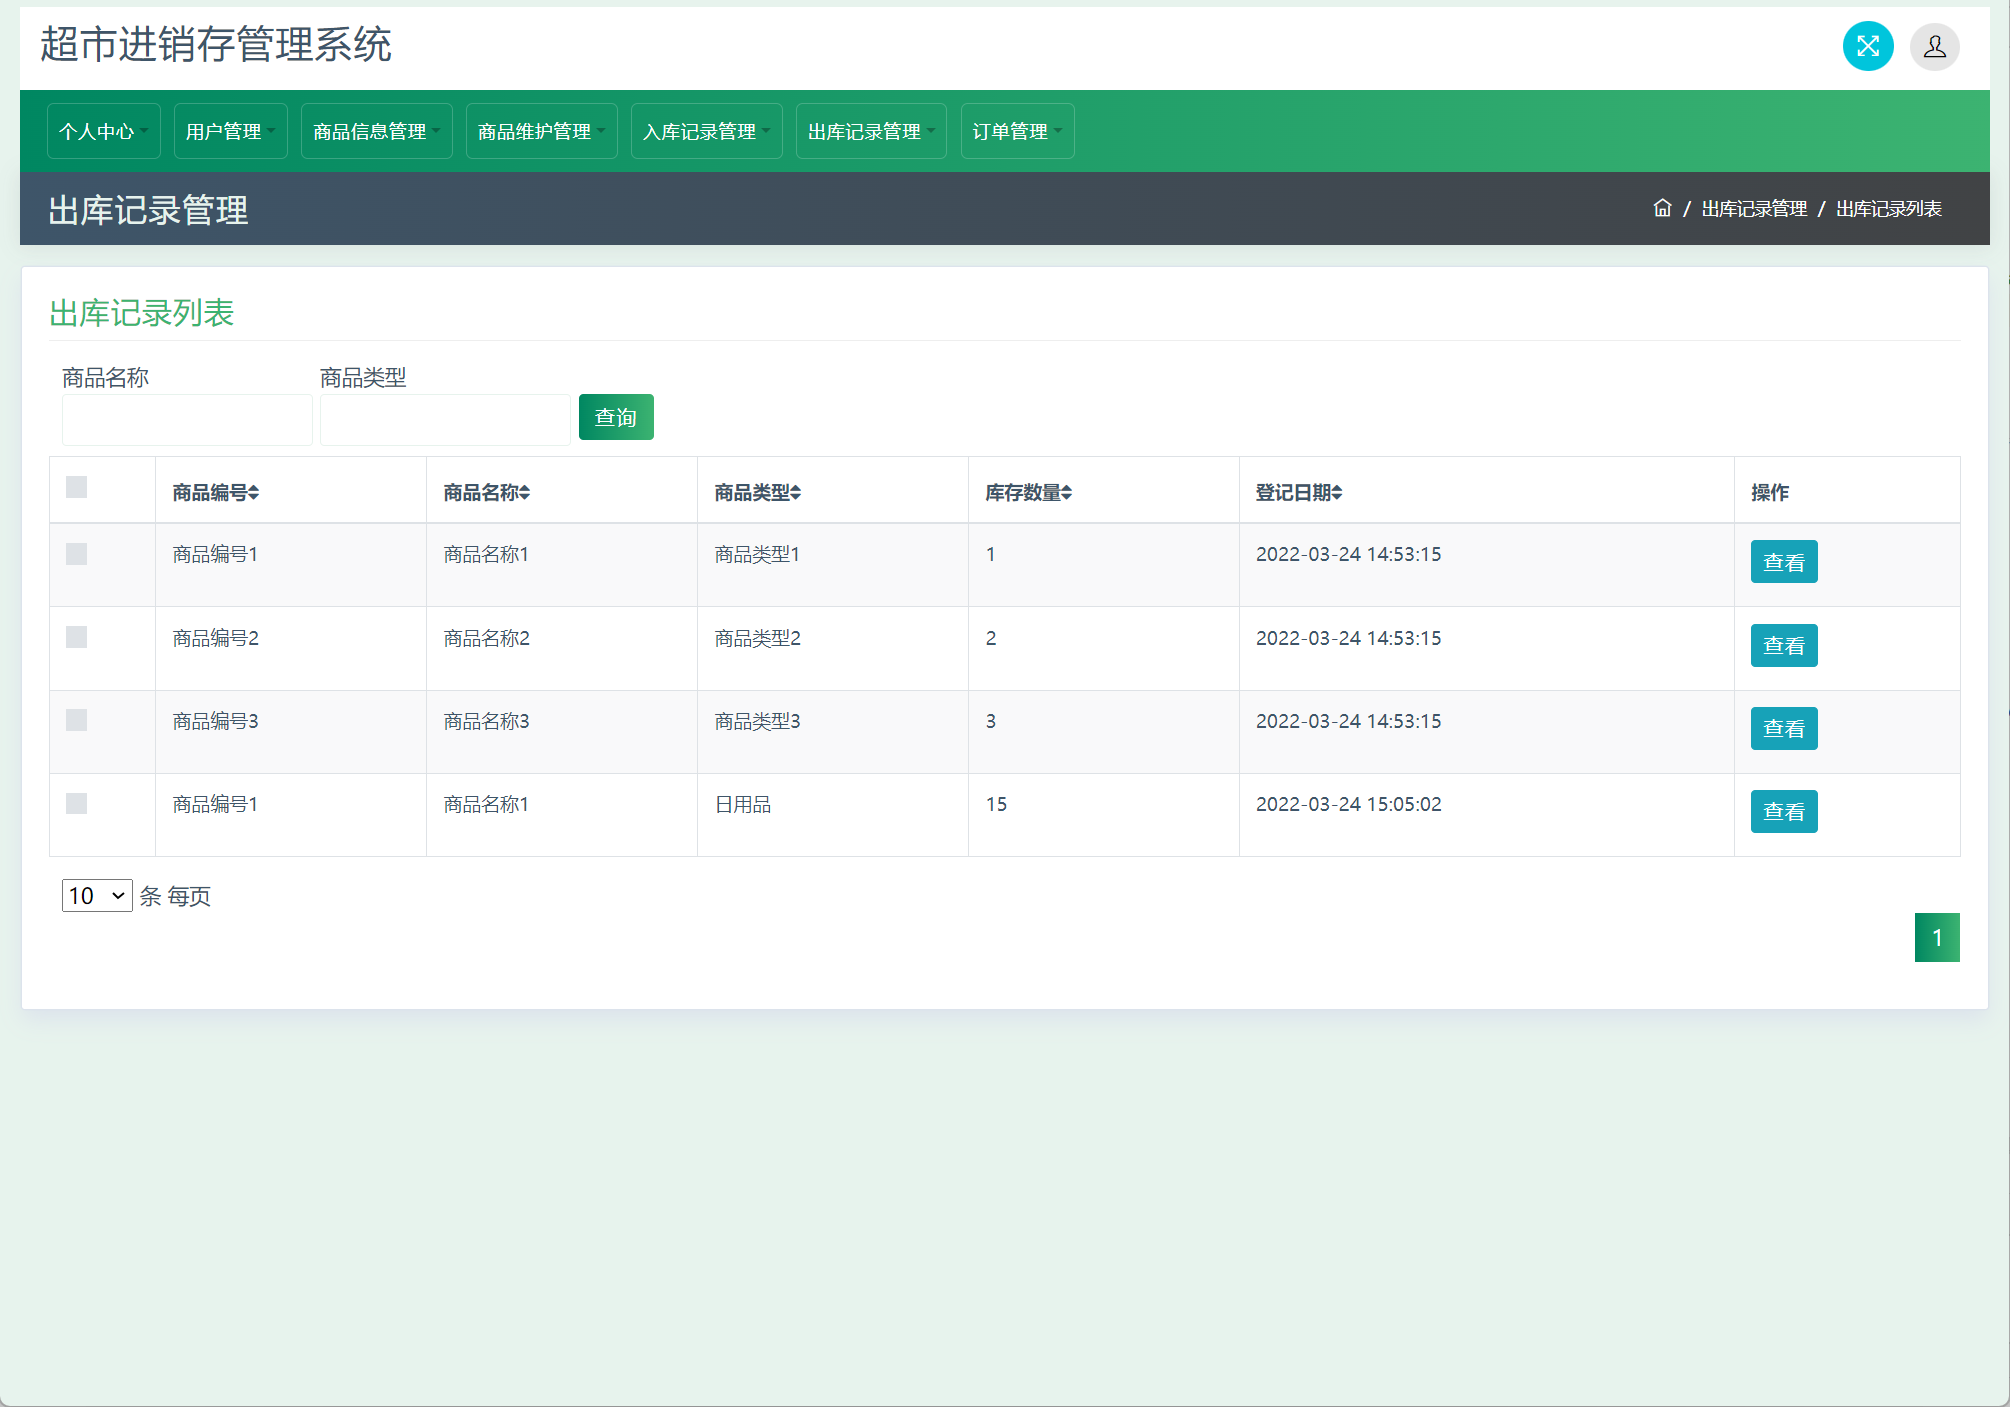 超市进销存管理系统
个人中心 用户管理 商品信息管理 商品维护管理 入库记录管理 出库记录管理 订单管理
出库记录管理 / 出库记录管理 / 出库记录列表
出库记录列表
商品名称 商品类型
查询
商品编号 商品名称 商品类型 库存数量 登记日期 操作
商品编号1 商品名称1 商品类型1 1 2022-03-24 14:53:15 查看
商品编号2 商品名称2 商品类型2 2 2022-03-24 14:53:15 查看
商品编号3 商品名称3 商品类型3 3 2022-03-24 14:53:15 查看
商品编号1 商品名称1 日用品 15 2022-03-24 15:05:02 查看
10 条 每页
1